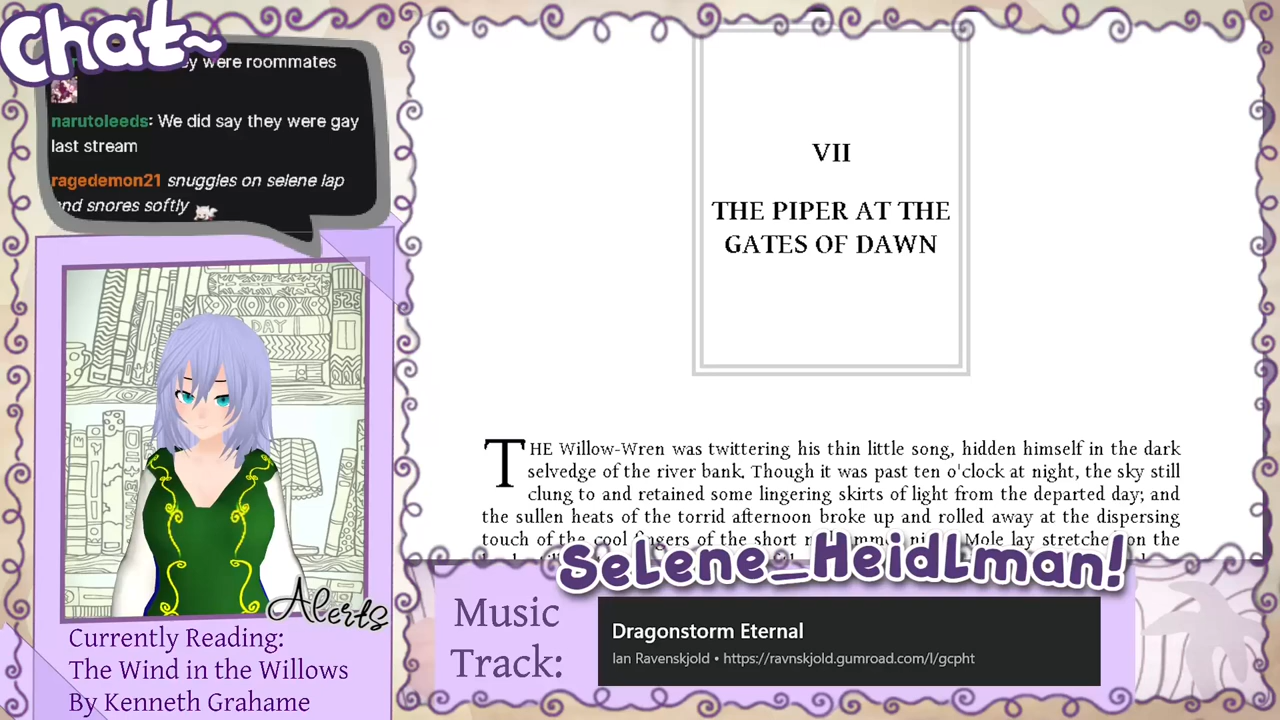 Chat~
ey were roommates
narutoleeds: We did say they were gay
last stream
ragedemon21 snuggles on selene lap
and snores softly
VII
THE PIPER AT THE
GATES OF DAWN
THE Willow-Wren was twittering his thin little song, hidden himself in the dark
selvedge of the river bank. Though it was past ten o'clock at night, the sky still
clung to and retained some lingering skirts of light from the departed day; and
the sullen heats of the torrid afternoon broke up and rolled away at the dispersing
touch of the cool fingers of the short Mole lay stretched on the
DAY
Selene_Heidlman!
Alerts
Currently Reading:
The Wind in the Willows
By Kenneth Grahame
Music
Track:
Dragonstorm Eternal
Ian Ravenskjold • https://ravnskjold.gumroad.com/l/gcpht